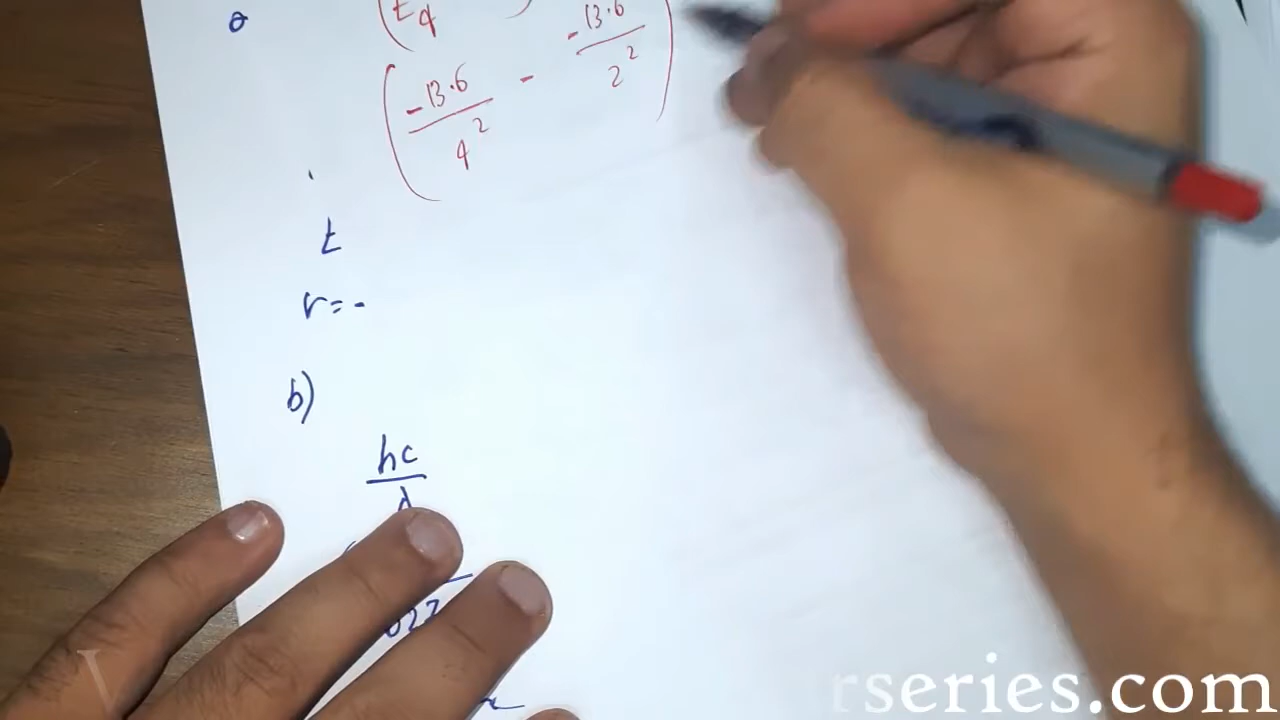 a
(E4 )
(-13.6/4² - -13.6/2²)
E
r=-
b)
hc/λ
rseries.com